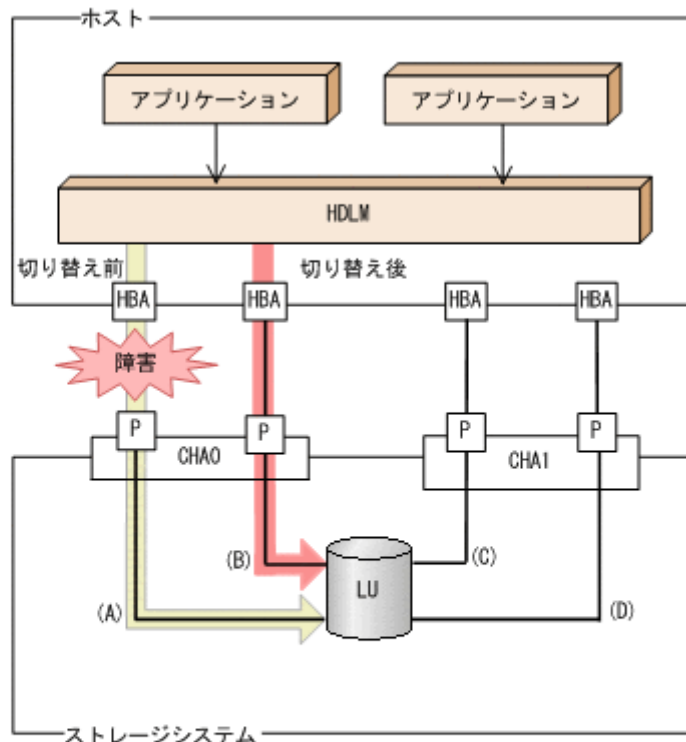 ホスト
アプリケーション
アプリケーション
HDLM
切り替え前
切り替え後
HBA
HBA
HBA
HBA
障害
P
P
P
P
CHA0
CHA1
(B)
(C)
LU
(A)
(D)
ストレージシステム